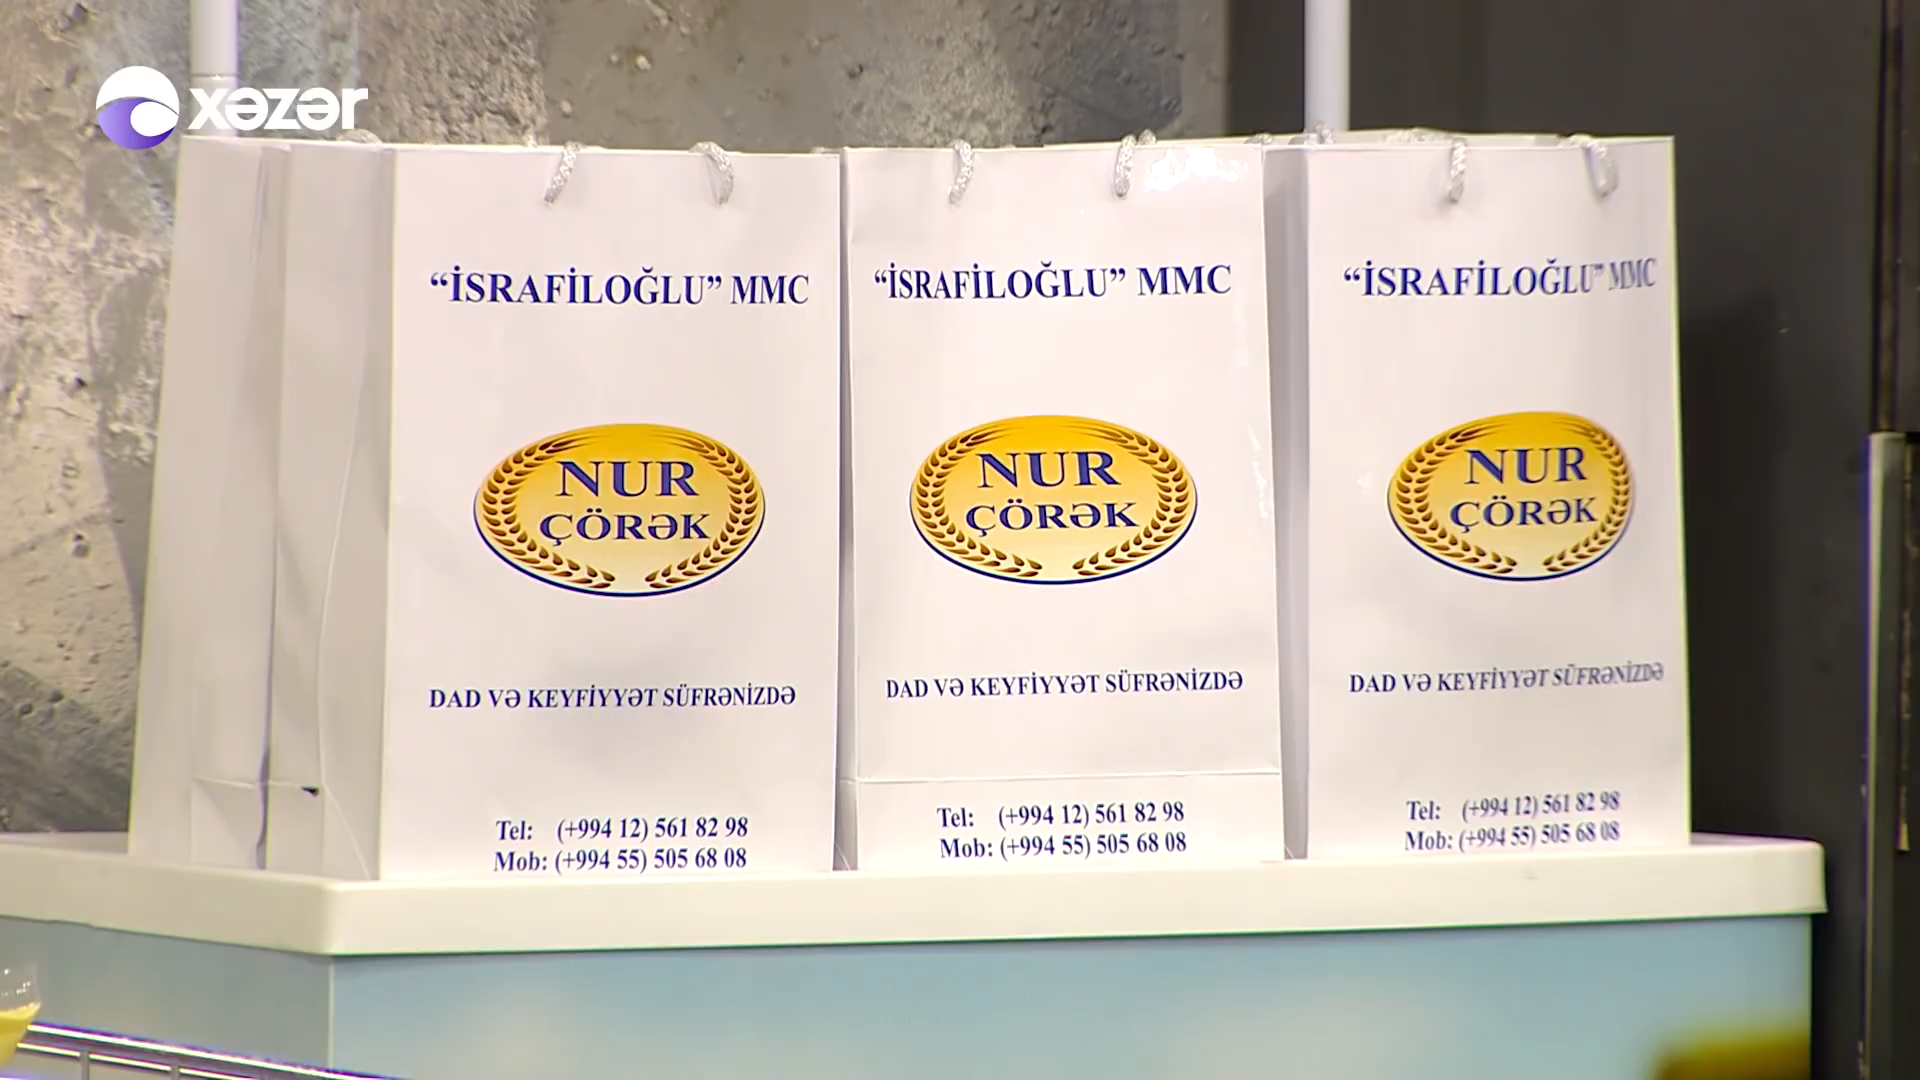 xəzər
“İSRAFİLOĞLU” MMC
NUR
ÇÖRƏK
DAD VƏ KEYFİYYƏT SÜFRƏNİZDƏ
Tel: (+994 12) 561 82 98
Mob: (+994 55) 505 68 08
“İSRAFİLOĞLU” MMC
NUR
ÇÖRƏK
DAD VƏ KEYFİYYƏT SÜFRƏNİZDƏ
Tel: (+994 12) 561 82 98
Mob: (+994 55) 505 68 08
“İSRAFİLOĞLU” MMC
NUR
ÇÖRƏK
DAD VƏ KEYFİYYƏT SÜFRƏNİZDƏ
Tel: (+994 12) 561 82 98
Mob: (+994 55) 505 68 08